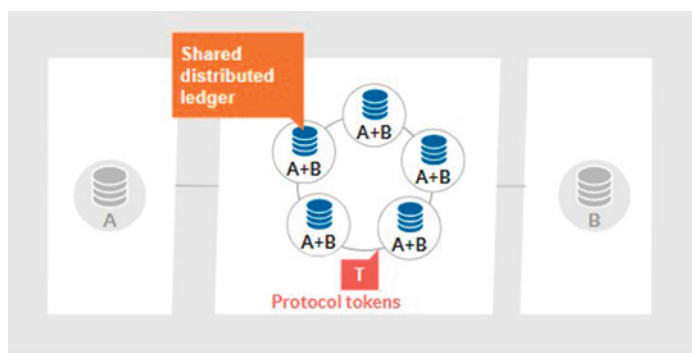 Shared
distributed
ledger
A+B
A+B
A+B
A+B
A+B
A
B
T
Protocol tokens